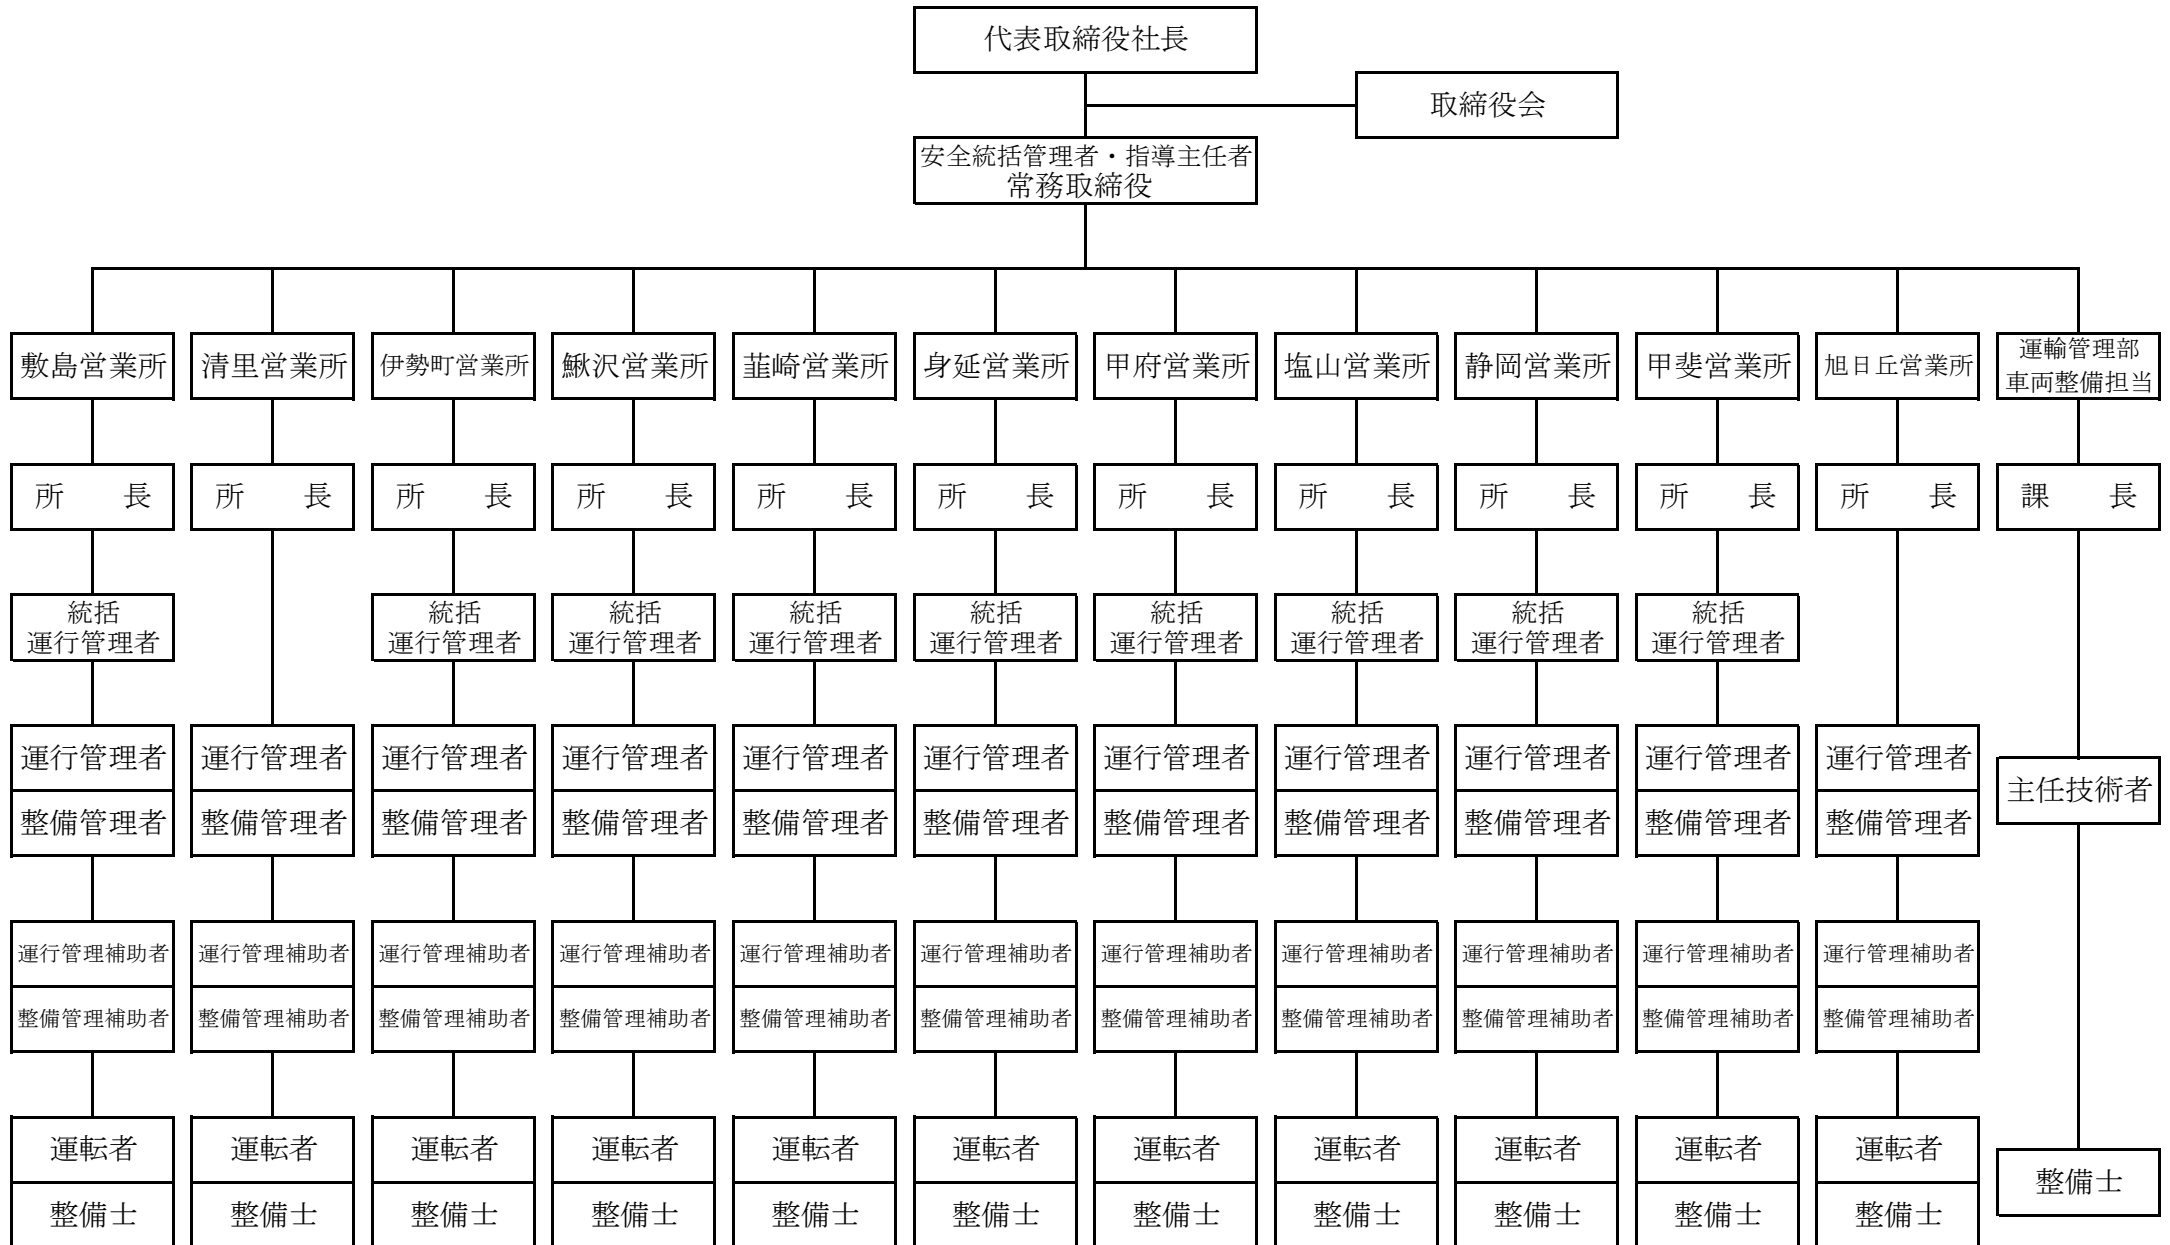 代表取締役社長
取締役会
安全統括管理者・指導主任者
常務取締役
敷島営業所 清里営業所 伊勢町営業所 鰍沢営業所 韮崎営業所 身延営業所 甲府営業所 塩山営業所 静岡営業所 甲斐営業所 旭日丘営業所 運輸管理部
車両整備担当
所　　長 所　　長 所　　長 所　　長 所　　長 所　　長 所　　長 所　　長 所　　長 所　　長 所　　長 課　　長
統括 統括 統括 統括 統括 統括 統括 統括 統括
運行管理者 運行管理者 運行管理者 運行管理者 運行管理者 運行管理者 運行管理者 運行管理者 運行管理者
運行管理者 運行管理者 運行管理者 運行管理者 運行管理者 運行管理者 運行管理者 運行管理者 運行管理者 運行管理者 運行管理者
主任技術者
整備管理者 整備管理者 整備管理者 整備管理者 整備管理者 整備管理者 整備管理者 整備管理者 整備管理者 整備管理者 整備管理者
運行管理補助者 運行管理補助者 運行管理補助者 運行管理補助者 運行管理補助者 運行管理補助者 運行管理補助者 運行管理補助者 運行管理補助者 運行管理補助者 運行管理補助者
整備管理補助者 整備管理補助者 整備管理補助者 整備管理補助者 整備管理補助者 整備管理補助者 整備管理補助者 整備管理補助者 整備管理補助者 整備管理補助者 整備管理補助者
運転者 運転者 運転者 運転者 運転者 運転者 運転者 運転者 運転者 運転者 運転者
整備士
整備士 整備士 整備士 整備士 整備士 整備士 整備士 整備士 整備士 整備士 整備士